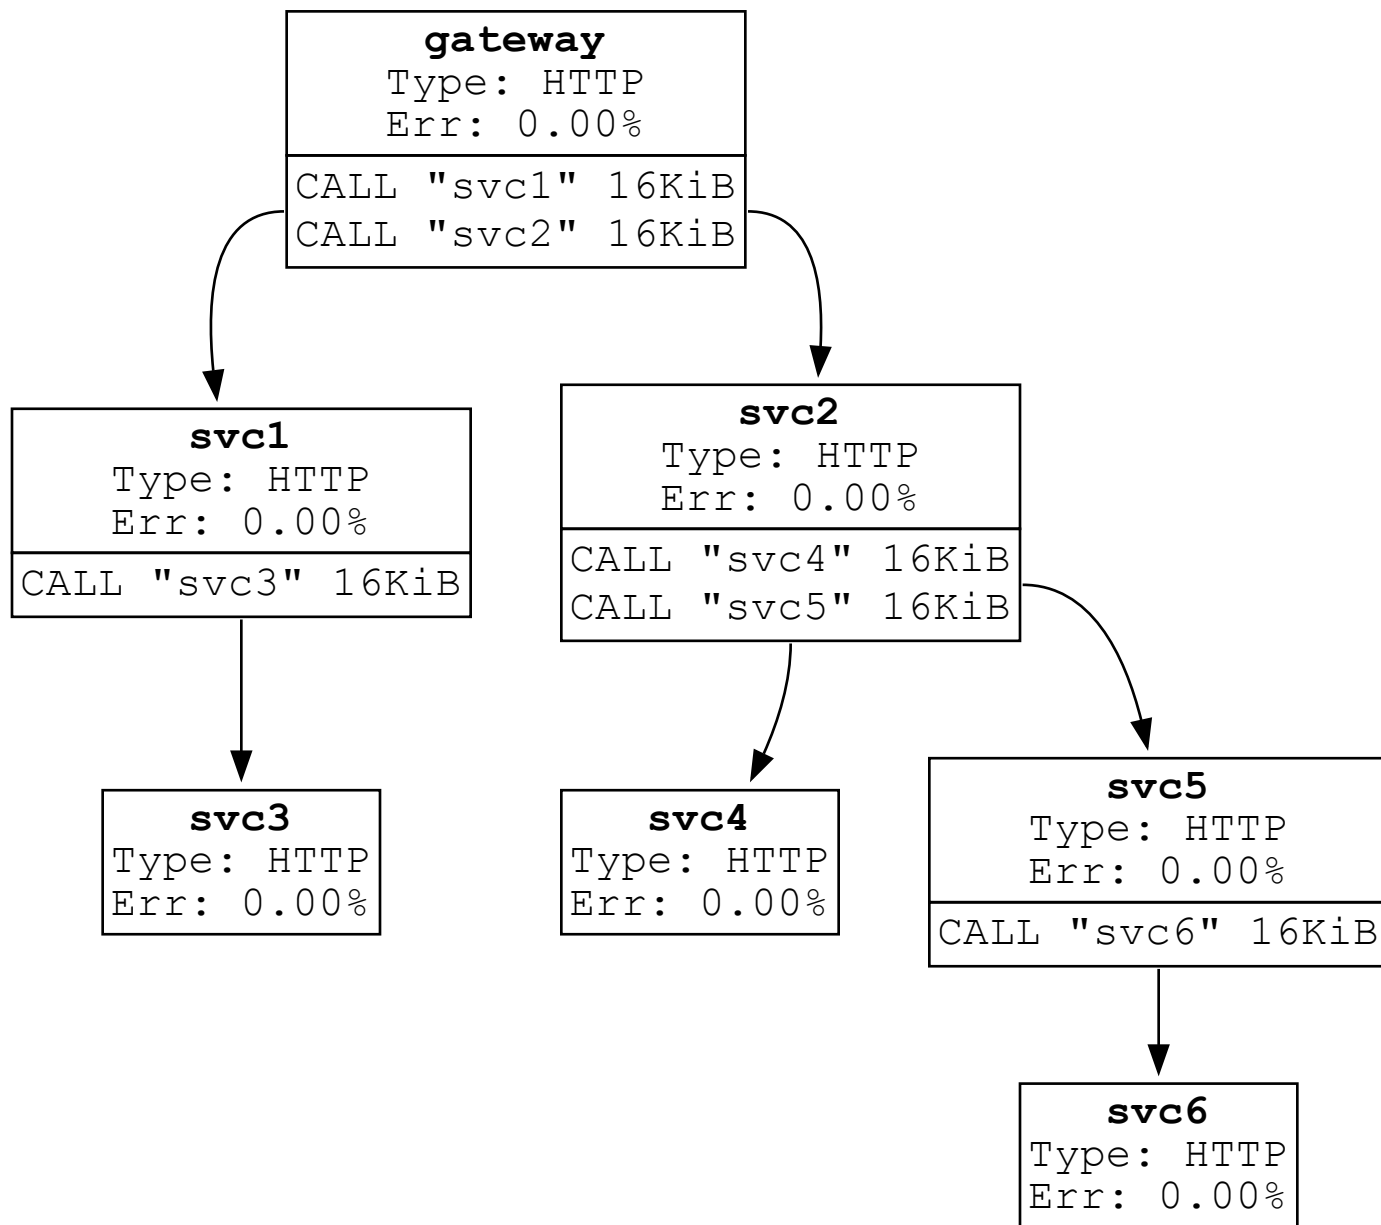 gateway
Type: HTTP
Err: 0.00%
CALL "svc1" 16KiB
CALL "svc2" 16KiB
svc1
Type: HTTP
Err: 0.00%
CALL "svc3" 16KiB
svc2
Type: HTTP
Err: 0.00%
CALL "svc4" 16KiB
CALL "svc5" 16KiB
svc3
Type: HTTP
Err: 0.00%
svc4
Type: HTTP
Err: 0.00%
svc5
Type: HTTP
Err: 0.00%
CALL "svc6" 16KiB
svc6
Type: HTTP
Err: 0.00%